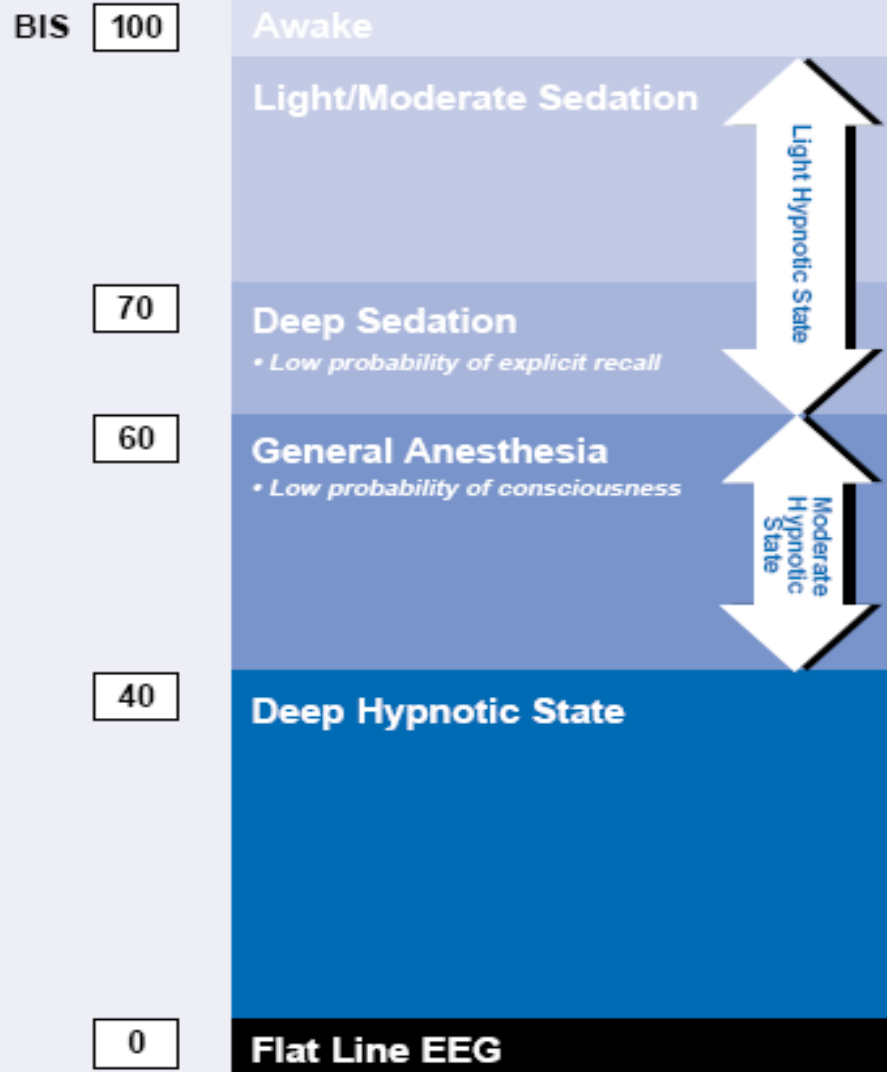 BIS 100 Awake
Light/Moderate Sedation
Light Hypnotic State
70 Deep Sedation
• Low probability of explicit recall
60 General Anesthesia
• Low probability of consciousness
Moderate
Hypnotic
State
40 Deep Hypnotic State
0 Flat Line EEG